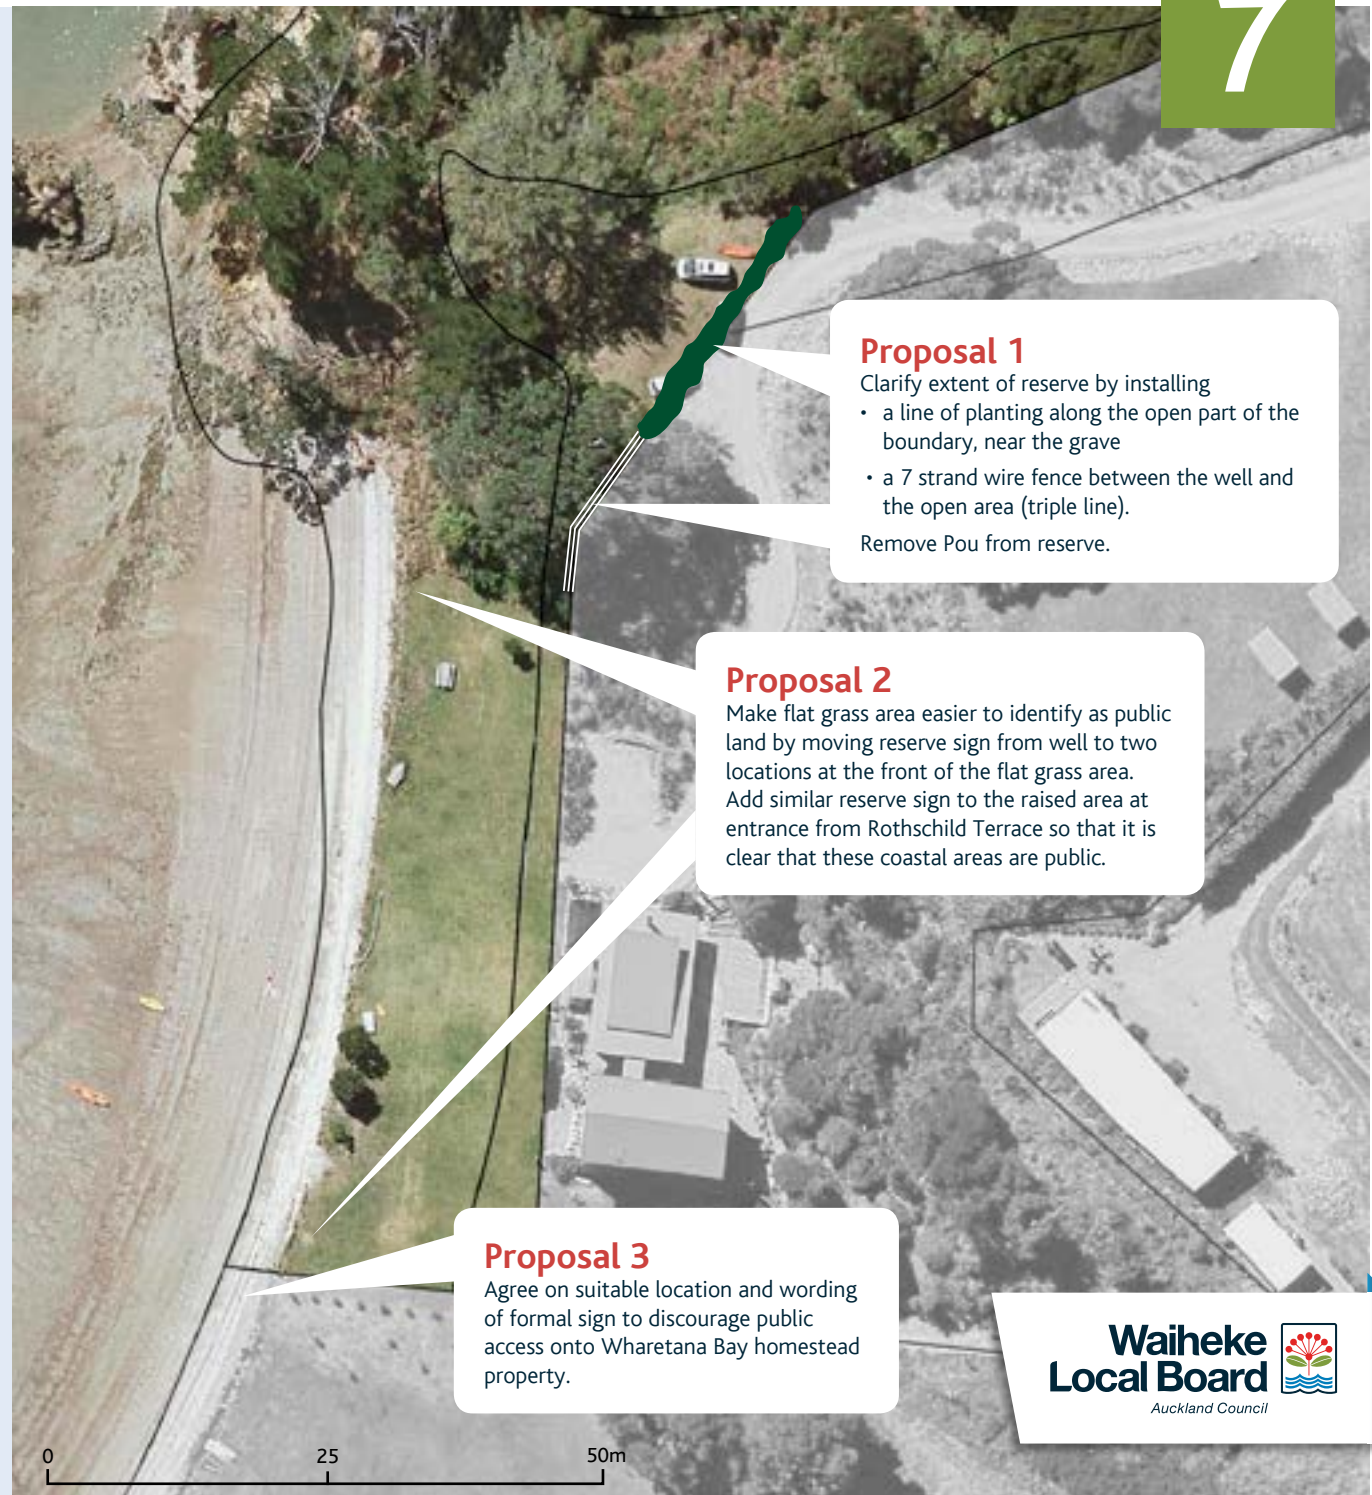 7
Proposal 1
Clarify extent of reserve by installing
• a line of planting along the open part of the
boundary, near the grave
• a 7 strand wire fence between the well and
the open area (triple line).
Remove Pou from reserve.
Proposal 2
Make flat grass area easier to identify as public
land by moving reserve sign from well to two
locations at the front of the flat grass area.
Add similar reserve sign to the raised area at
entrance from Rothschild Terrace so that it is
clear that these coastal areas are public.
Proposal 3
Agree on suitable location and wording
of formal sign to discourage public
access onto Wharetana Bay homestead
property.
Waiheke
Local Board
Auckland Council
0 25 50m